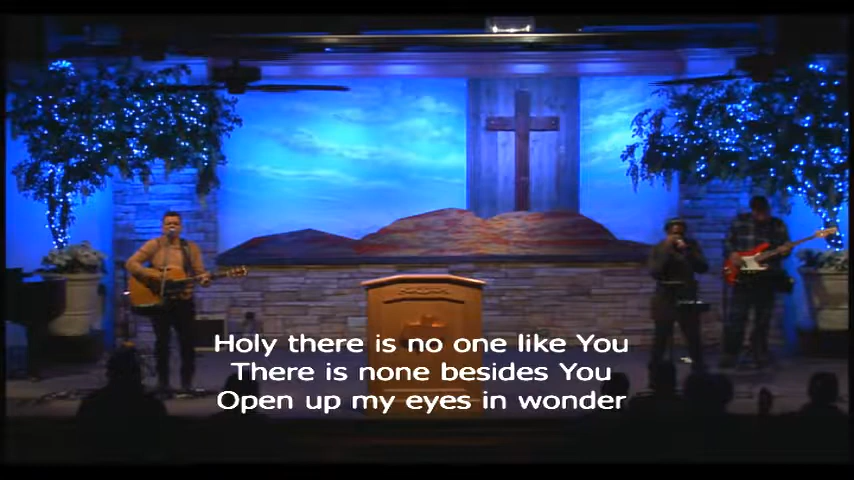 Holy there is no one like You
There is none besides You
Open up my eyes in wonder